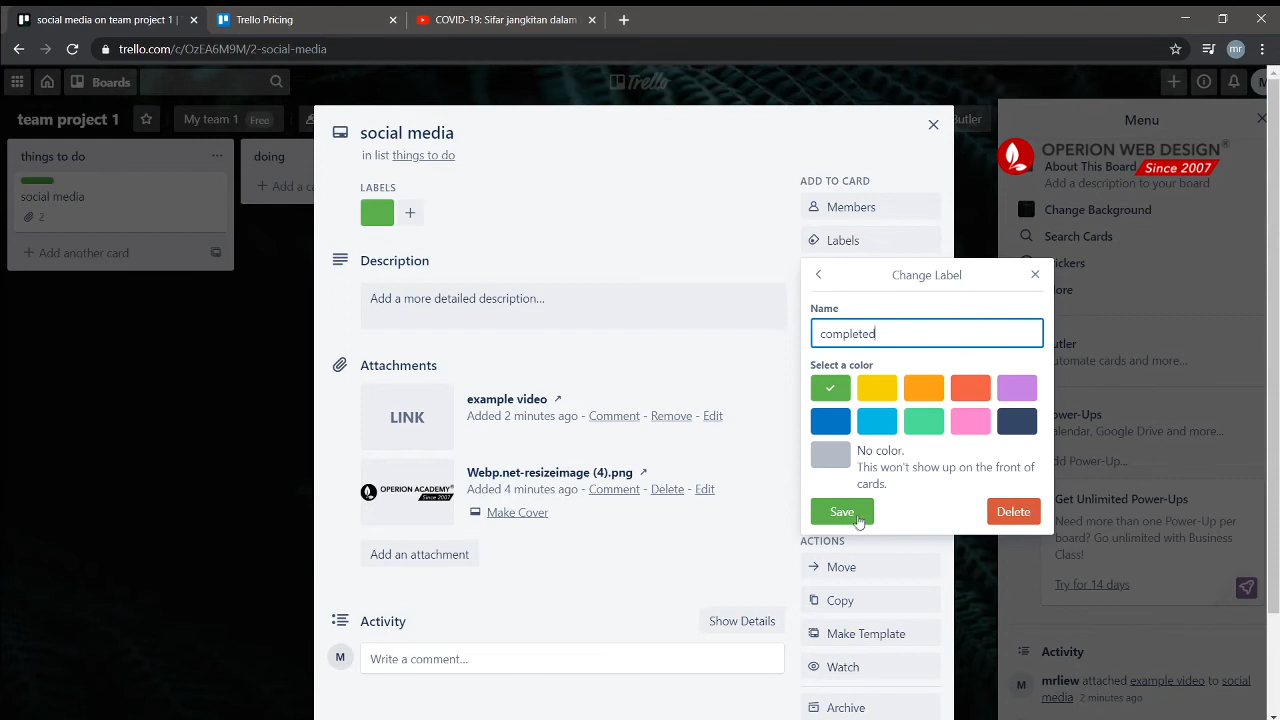 social media on team project 1 |
Trello Pricing
COVID-19: Sifar jangkitan dalam
trello.com/c/OzEA6M9M/2-social-media
mr
Boards
Trello
M
team project 1
My team 1 Free
Butler
Menu
OPERION WEB DESIGN®
Since 2007
things to do
social media
2
Add another card
doing
social media
in list things to do
LABELS
Description
Add a more detailed description...
Attachments
LINK
example video
Added 2 minutes ago - Comment - Remove - Edit
OPERION ACADEMY
Since 2007
Webp.net-resizeimage (4).png
Added 4 minutes ago - Comment - Delete - Edit
Make Cover
Add an attachment
Activity
Show Details
M
Write a comment...
ADD TO CARD
Members
Labels
Change Label
Name
completed
Select a color
No color.
This won't show up on the front of
cards.
Save
Delete
ACTIONS
Move
Copy
Make Template
Watch
Archive
About This Board
Add a description to your board
Change Background
Search Cards
Get Unlimited Power-Ups
Need more than one Power-Up per
board? Go unlimited with Business
Class!
Try for 14 days
Activity
M
mrliew attached example video to social
media 2 minutes ago